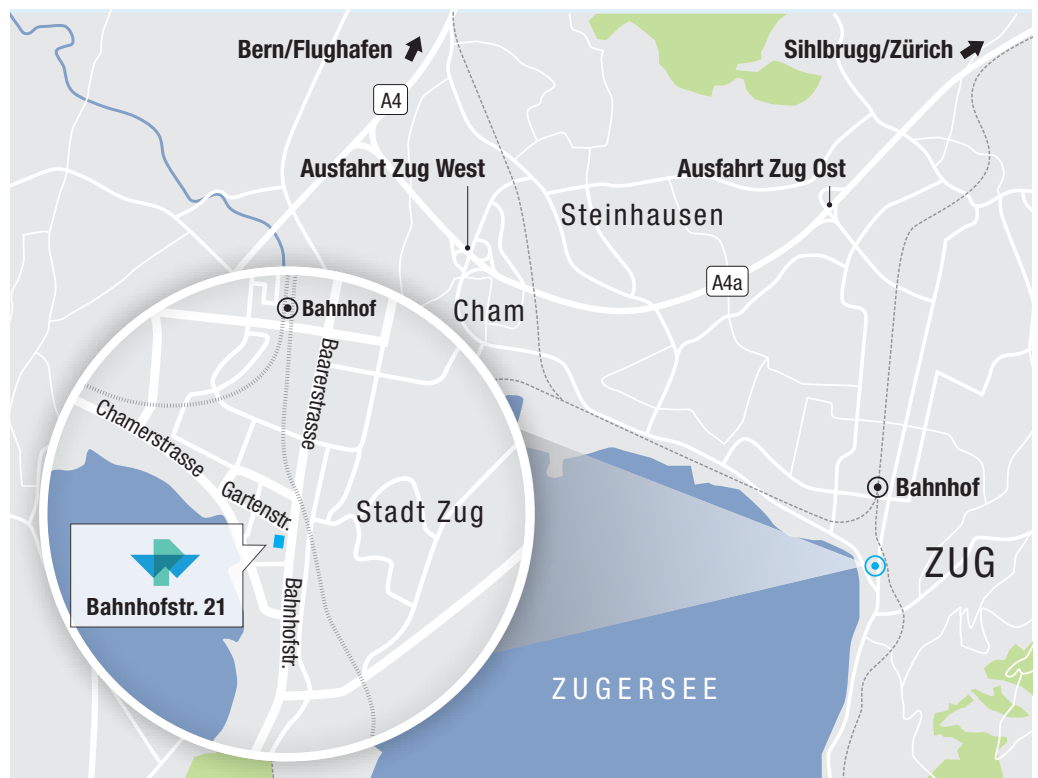 Bern/Flughafen
Sihlbrugg/Zürich
A4
Ausfahrt Zug West
Ausfahrt Zug Ost
Steinhausen
A4a
Cham
Bahnhof
Baarerstrasse
Chamerstrasse
Gartenstr.
Stadt Zug
Bahnhof
ZUG
Bahnhofstr. 21
Bahnhofstr.
ZUGERSEE